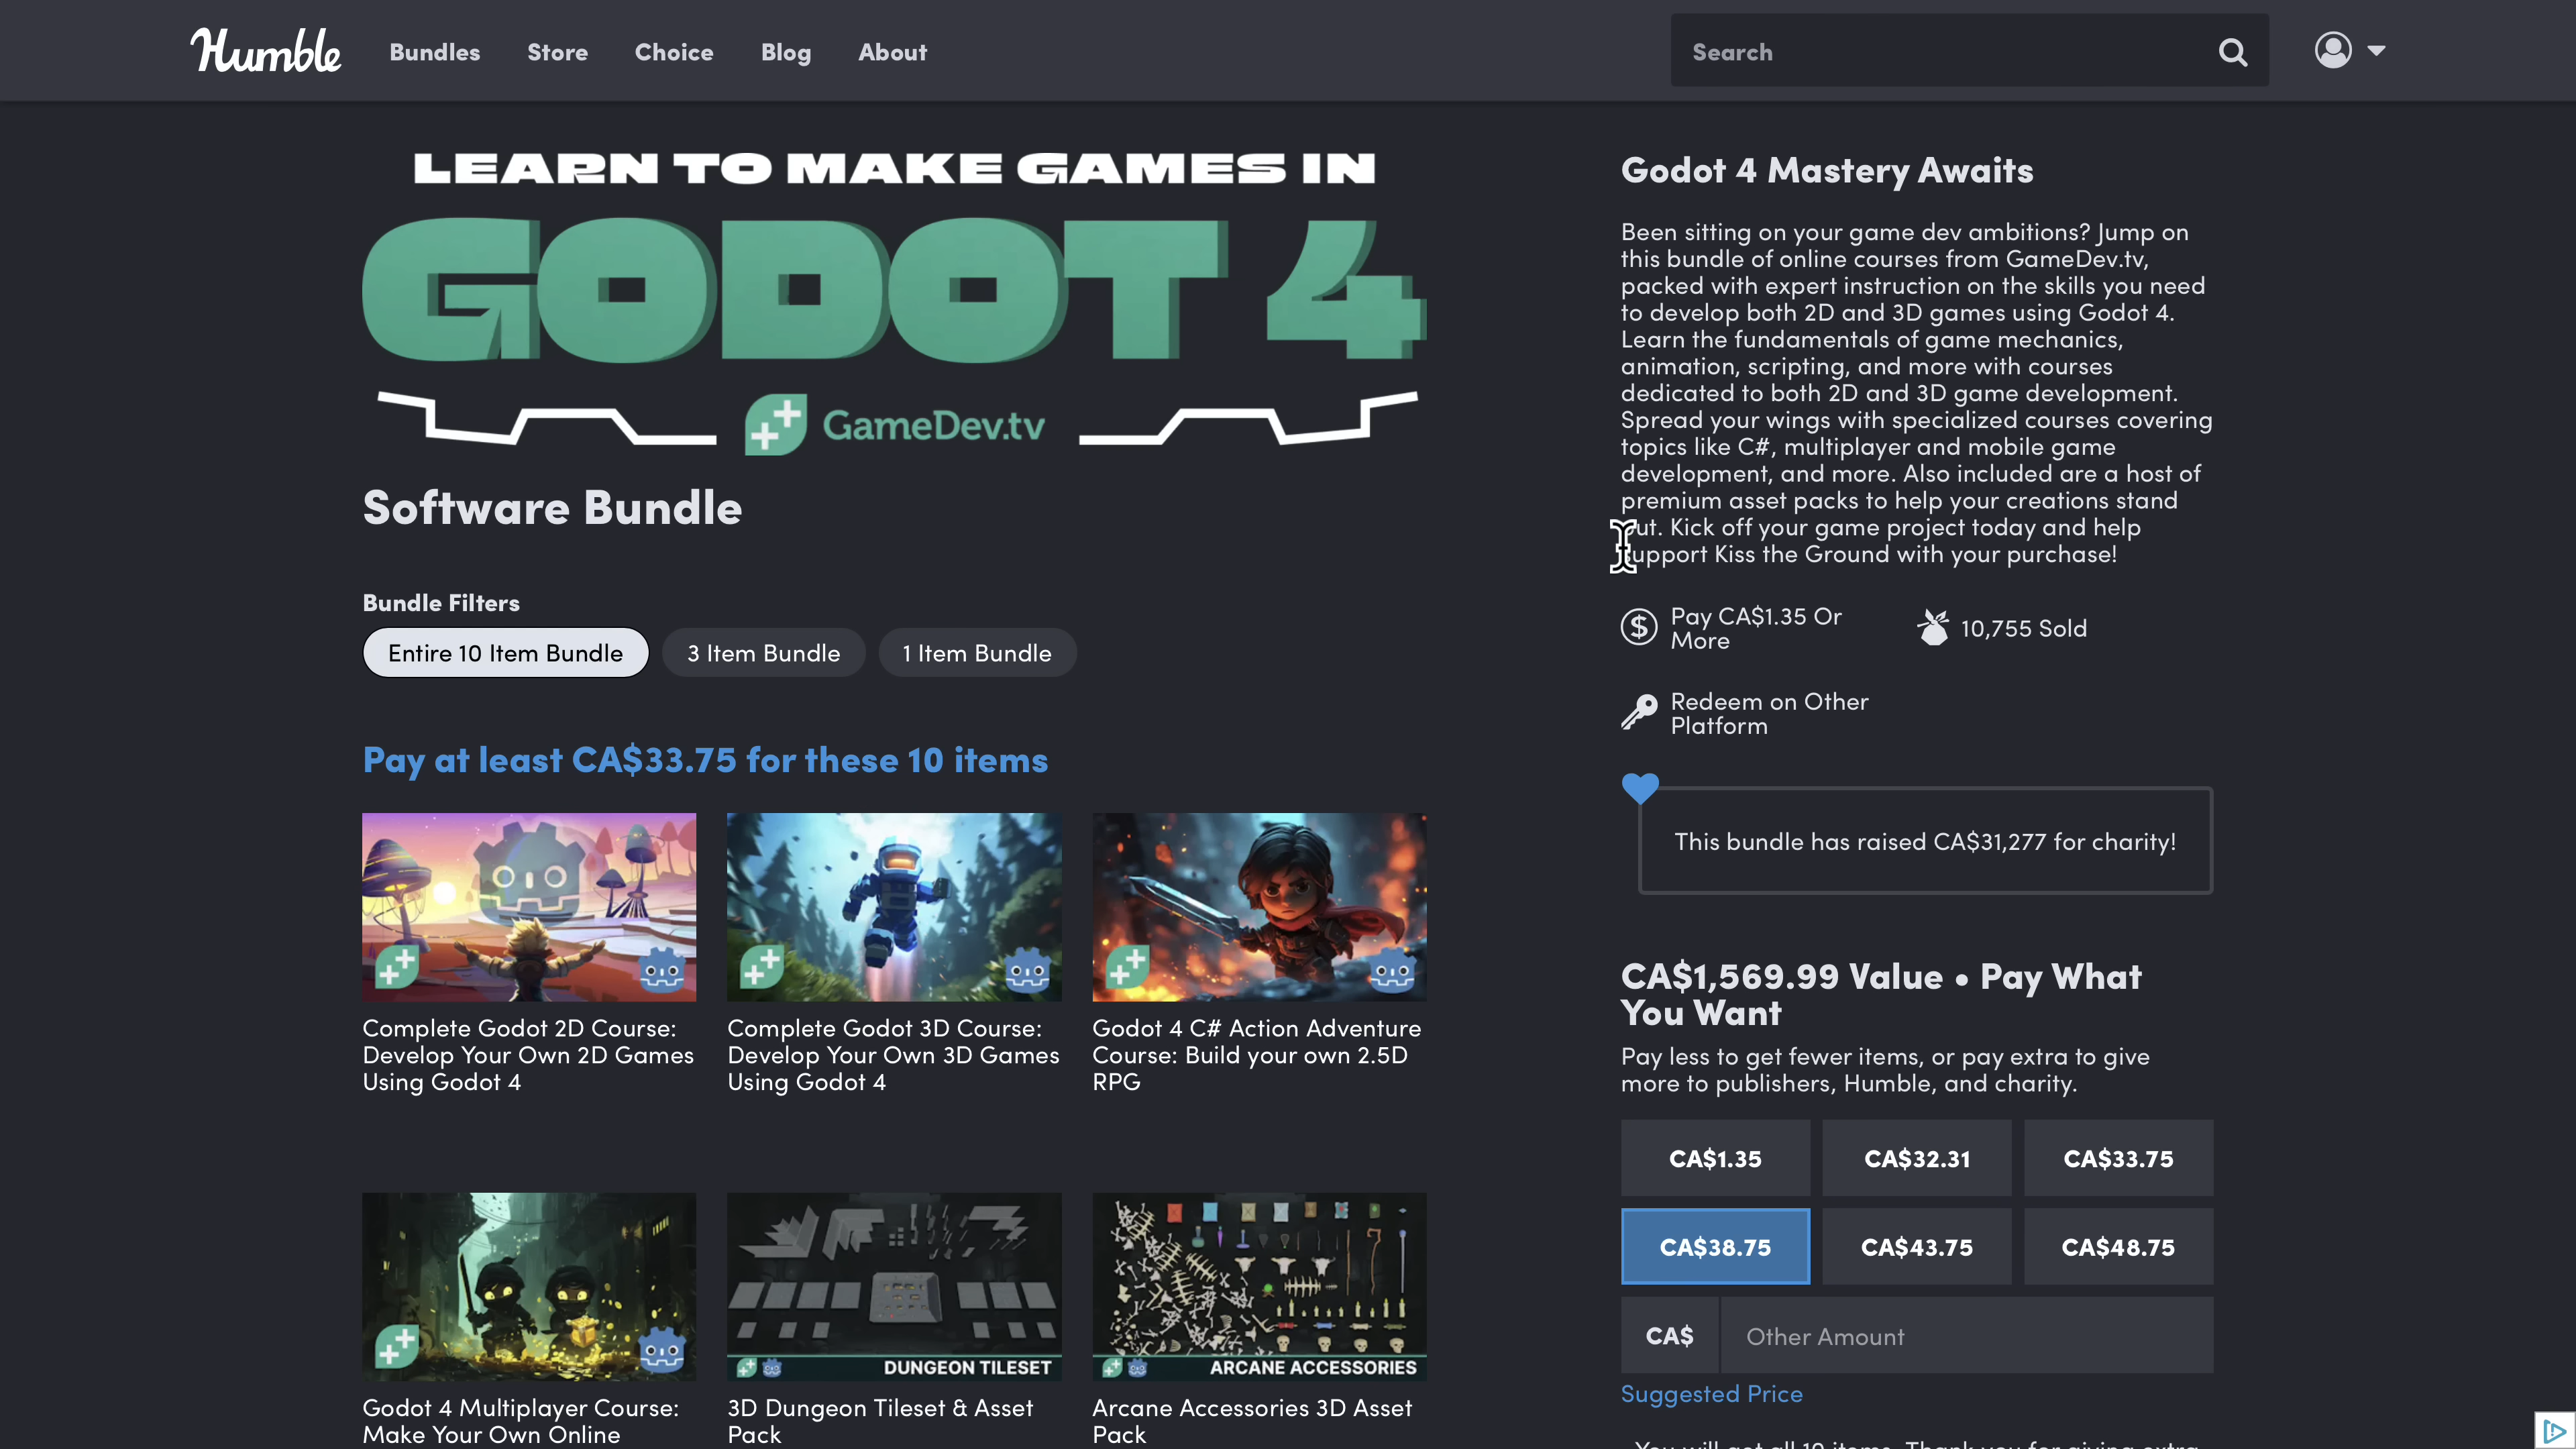 Humble
Bundles
Store
Choice
Blog
About
Search
LEARN TO MAKE GAMES IN
GODOT 4
GameDev.tv
Software Bundle
Bundle Filters
Entire 10 Item Bundle
3 Item Bundle
1 Item Bundle
Pay at least CA$33.75 for these 10 items
Complete Godot 2D Course:
Develop Your Own 2D Games
Using Godot 4
Complete Godot 3D Course:
Develop Your Own 3D Games
Using Godot 4
Godot 4 C# Action Adventure
Course: Build your own 2.5D
RPG
DUNGEON TILESET
ARCANE ACCESSORIES
Godot 4 Multiplayer Course:
Make Your Own Online
3D Dungeon Tileset & Asset
Pack
Arcane Accessories 3D Asset
Pack
Godot 4 Mastery Awaits
Been sitting on your game dev ambitions? Jump on
this bundle of online courses from GameDev.tv,
packed with expert instruction on the skills you need
to develop both 2D and 3D games using Godot 4.
Learn the fundamentals of game mechanics,
animation, scripting, and more with courses
dedicated to both 2D and 3D game development.
Spread your wings with specialized courses covering
topics like C#, multiplayer and mobile game
development, and more. Also included are a host of
premium asset packs to help your creations stand
out. Kick off your game project today and help
support Kiss the Ground with your purchase!
Pay CA$1.35 Or
More
10,755 Sold
Redeem on Other
Platform
This bundle has raised CA$31,277 for charity!
CA$1,569.99 Value • Pay What
You Want
Pay less to get fewer items, or pay extra to give
more to publishers, Humble, and charity.
CA$1.35
CA$32.31
CA$33.75
CA$38.75
CA$43.75
CA$48.75
CA$
Other Amount
Suggested Price
You will get all 10 items. Thank you for giving extra